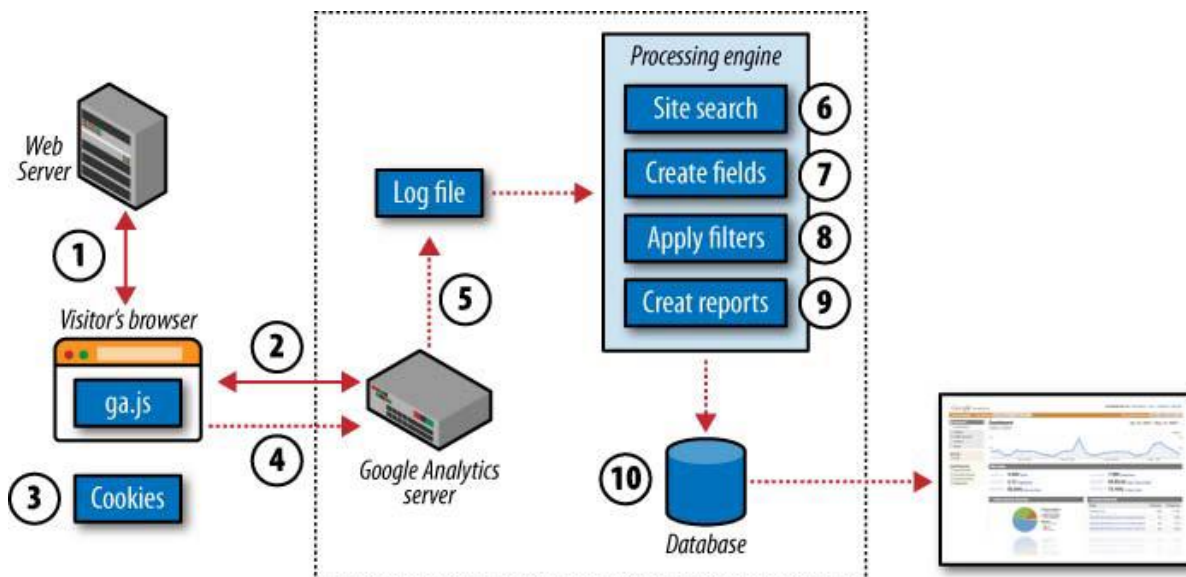 Processing engine
Site search
6
Web
Server
Create fields
7
Log file
Apply filters
8
1
5
Creat reports
9
Visitor's browser
2
ga.js
4
Google Analytics
server
10
3
Cookies
Database
Dashboard